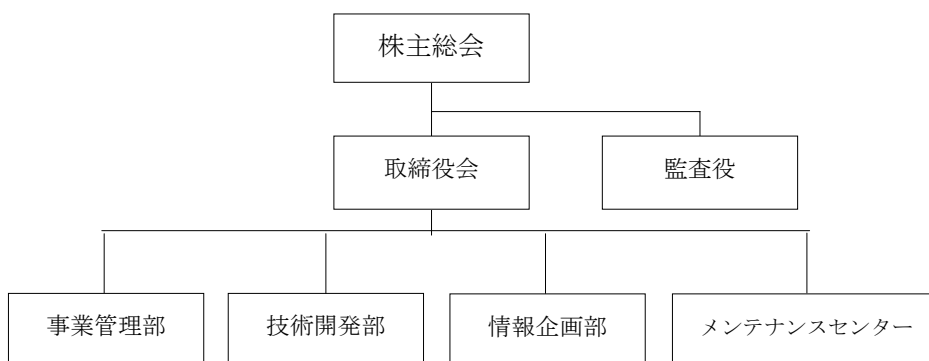 株主総会
取締役会
監査役
事業管理部
技術開発部
情報企画部
メンテナンスセンター